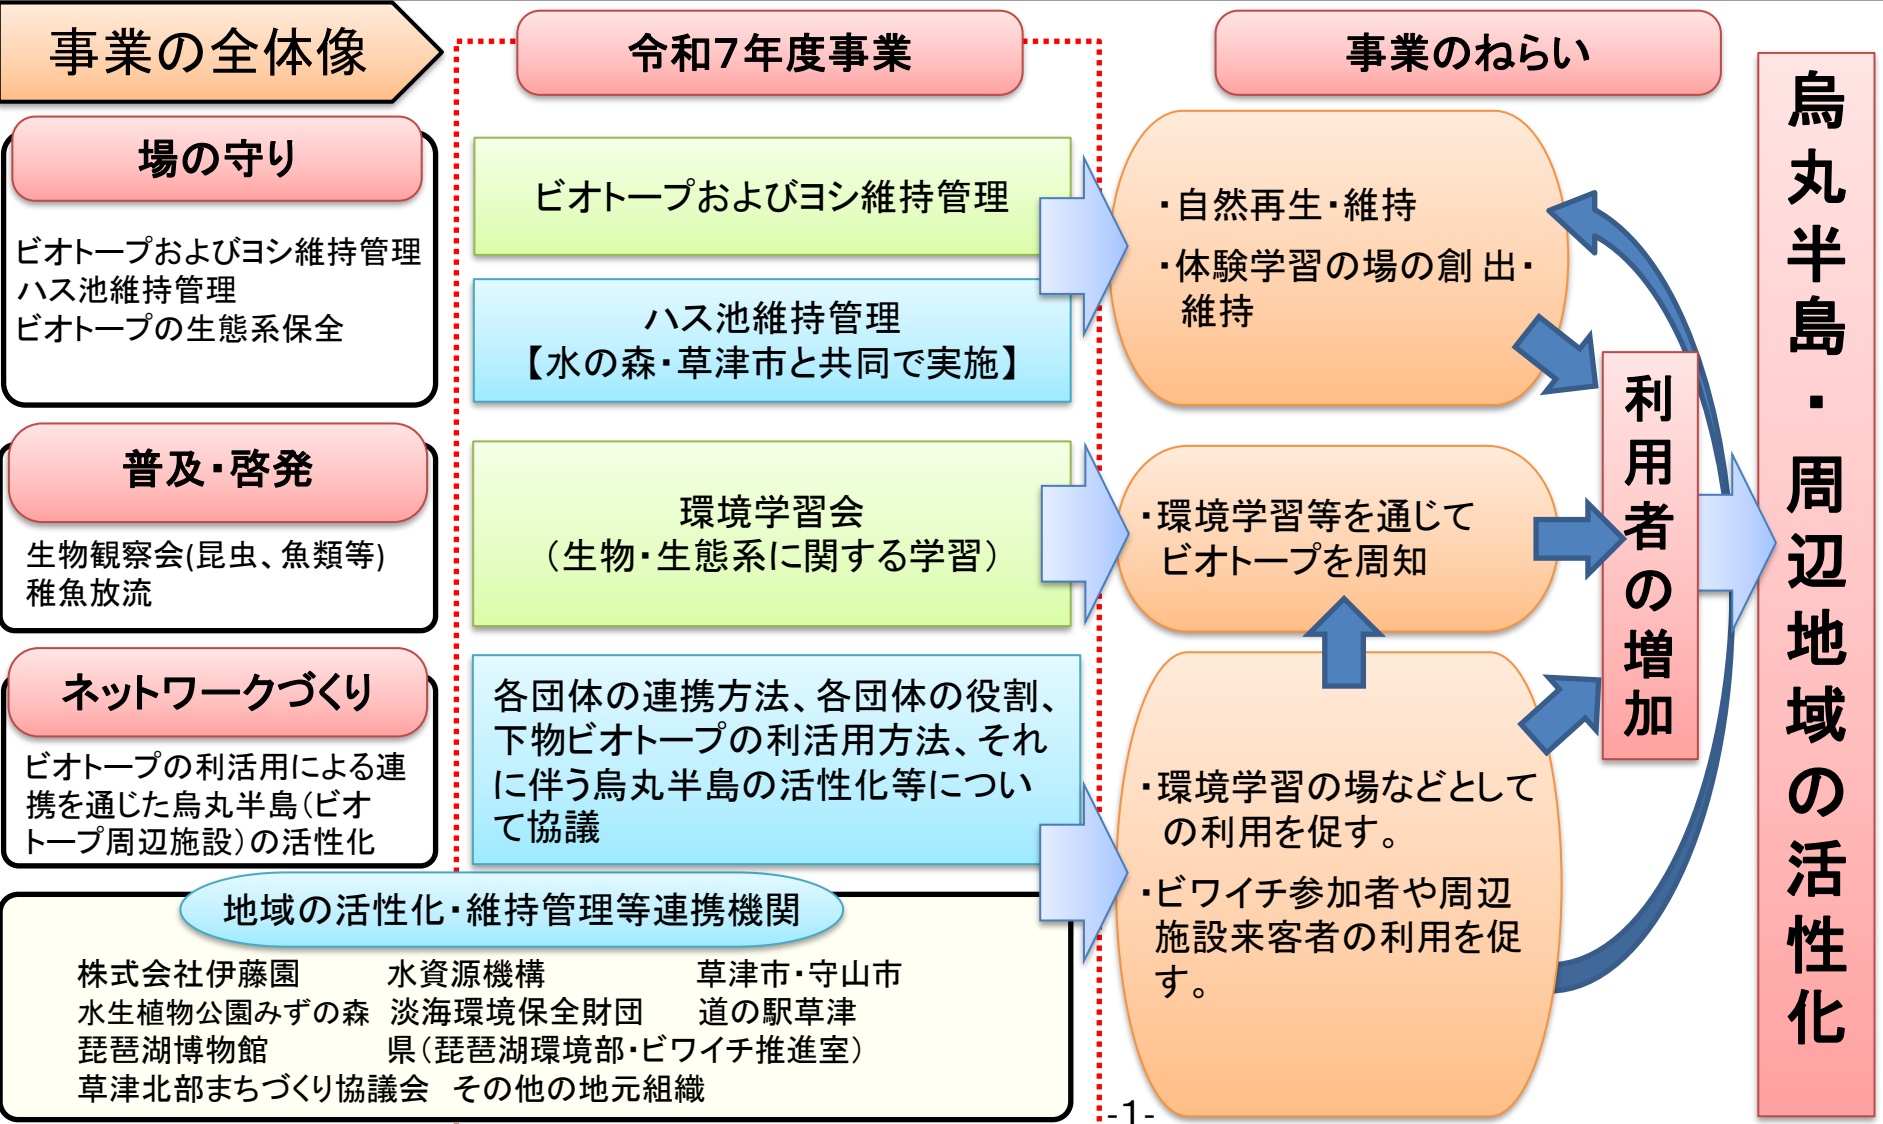 事業の全体像
令和7年度事業
事業のねらい
場の守り
ビオトープおよびヨシ維持管理
ハス池維持管理
ビオトープの生態系保全
ビオトープおよびヨシ維持管理
ハス池維持管理
【水の森・草津市と共同で実施】
・自然再生・維持
・体験学習の場の創 出・
維持
普及・啓発
生物観察会(昆虫、魚類等)
稚魚放流
環境学習会
（生物・生態系に関する学習）
・環境学習等を通じて
ビオトープを周知
ネットワークづくり
ビオトープの利活用による連
携を通じた烏丸半島（ビオ
トープ周辺施設）の活性化
各団体の連携方法、各団体の役割、
下物ビオトープの利活用方法、それ
に伴う烏丸半島の活性化等につい
て協議
・環境学習の場などとして
の利用を促す。
・ビワイチ参加者や周辺
施設来客者の利用を促
す。
利用者の増加
烏丸半島・周辺地域の活性化
地域の活性化・維持管理等連携機関
株式会社伊藤園 水資源機構 草津市・守山市
水生植物公園みずの森 淡海環境保全財団 道の駅草津
琵琶湖博物館 県（琵琶湖環境部・ビワイチ推進室）
草津北部まちづくり協議会 その他の地元組織
-1-